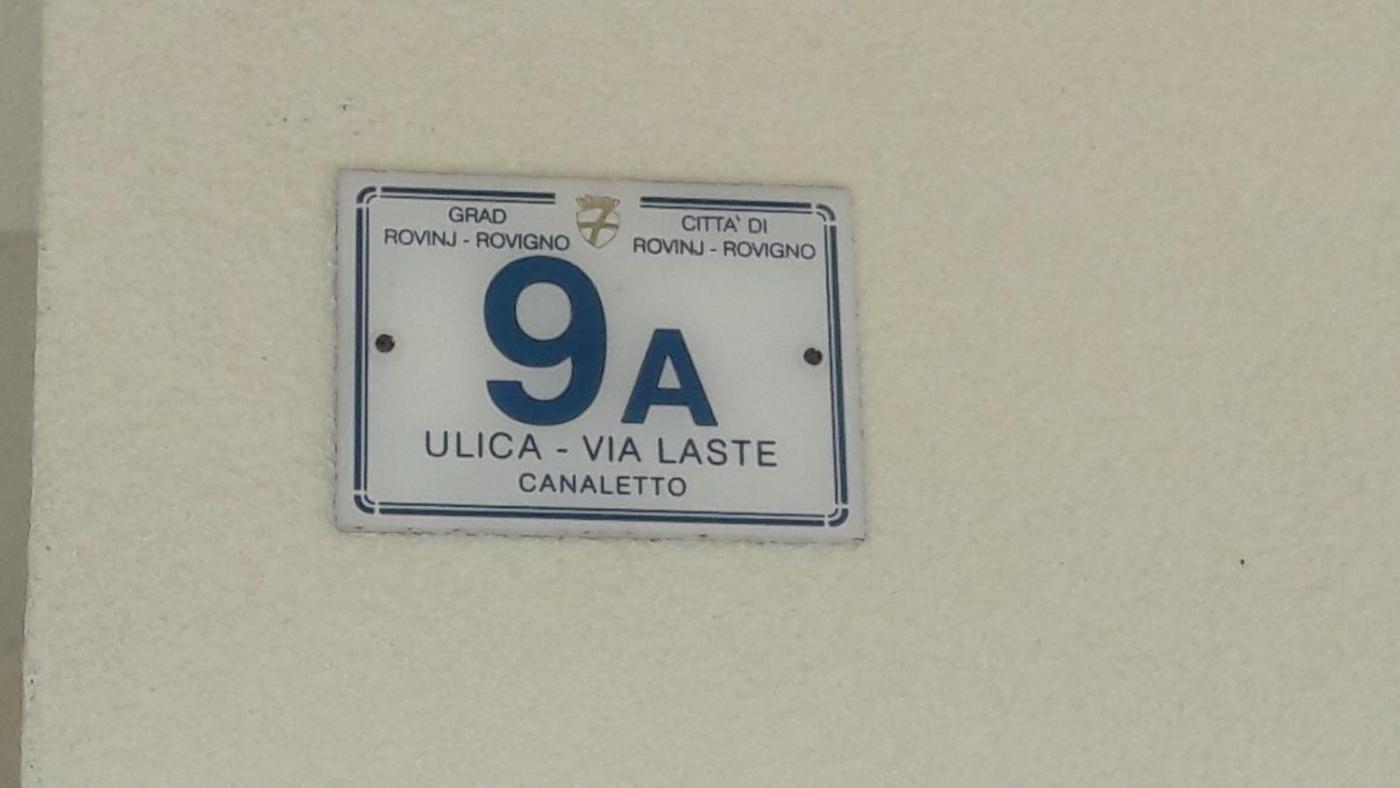 GRAD
ROVINJ - ROVIGNO
CITTA' DI
ROVINJ - ROVIGNO
9A
ULICA - VIA LASTE
CANALETTO